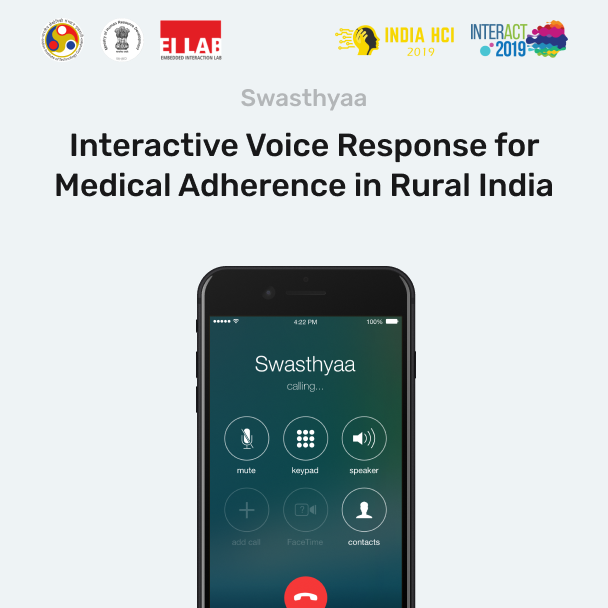 ELLAB
EMBEDDED INTERACTION LAB
INDIA HCI
2019
INTERACT
2019
Swasthyaa
Interactive Voice Response for
Medical Adherence in Rural India
4:22 PM
100%
Swasthyaa
calling...
mute
keypad
speaker
add call
FaceTime
contacts